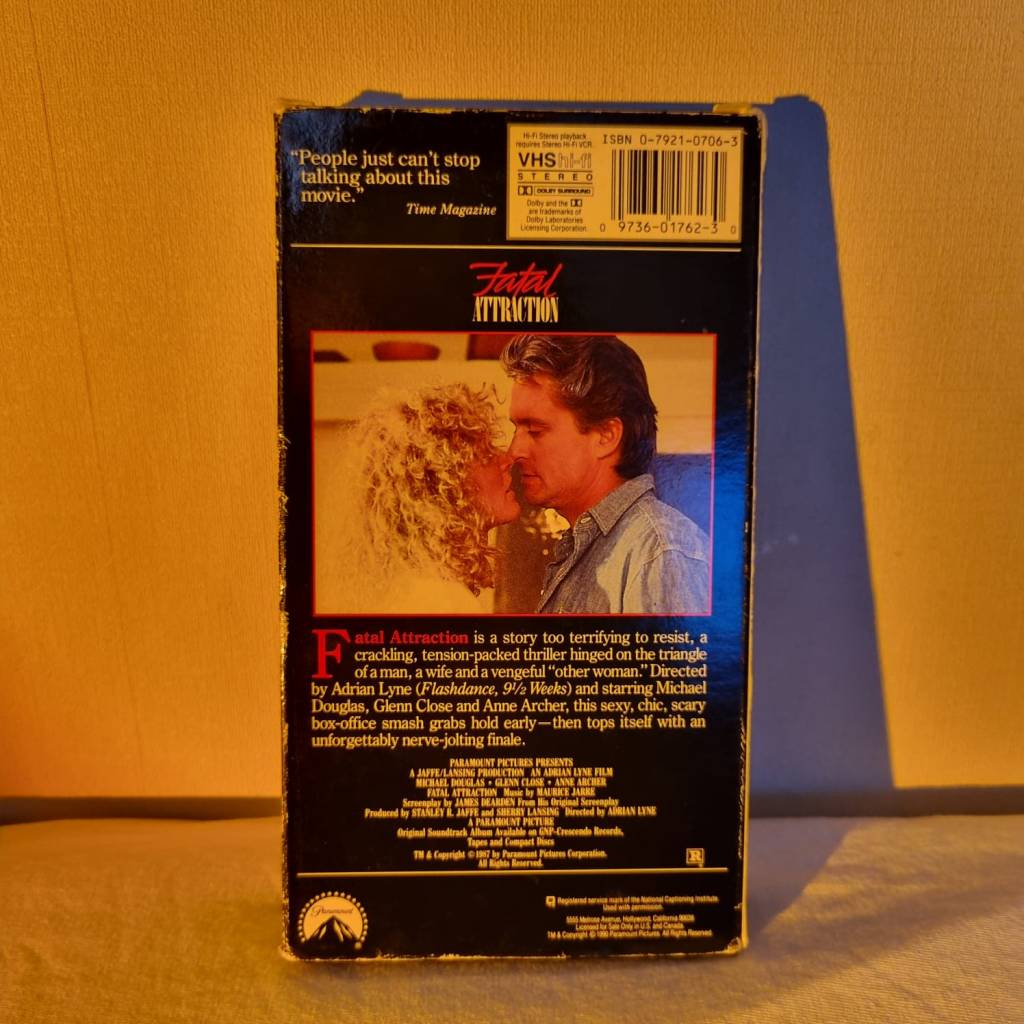 "People just can't stop
talking about this
movie."
Time Magazine
Hi-Fi Stereo playback
requires Stereo Hi-Fi VCR
VHS hi-fi
STEREO
DOLBY SURROUND
Dolby and the
are trademarks of
Dolby Laboratories
Licensing Corporation.
ISBN 0-7921-0706-3
0 9736-01762-3 0
Fatal
ATTRACTION
Fatal Attraction is a story too terrifying to resist, a
crackling, tension-packed thriller hinged on the triangle
of a man, a wife and a vengeful "other woman." Directed
by Adrian Lyne (Flashdance, 9½ Weeks) and starring Michael
Douglas, Glenn Close and Anne Archer, this sexy, chic, scary
box-office smash grabs hold early—then tops itself with an
unforgettably nerve-jolting finale.
PARAMOUNT PICTURES PRESENTS
A JAFFE/LANSING PRODUCTION AN ADRIAN LYNE FILM
MICHAEL DOUGLAS • GLENN CLOSE • ANNE ARCHER
FATAL ATTRACTION Music by MAURICE JARRE
Screenplay by JAMES DEARDEN From His Original Screenplay
Produced by STANLEY R. JAFFE and SHERRY LANSING Directed by ADRIAN LYNE
A PARAMOUNT PICTURE
Original Soundtrack Album Available on GNP-Crescendo Records,
Tapes and Compact Discs
TM & Copyright © 1987 by Paramount Pictures Corporation.
All Rights Reserved.
R
Paramount
Registered service mark of the National Captioning Institute.
Used with permission.
5555 Melrose Avenue, Hollywood, California 90038
Licensed for Sale Only in U.S. and Canada.
TM & Copyright © 1990 Paramount Pictures. All Rights Reserved.